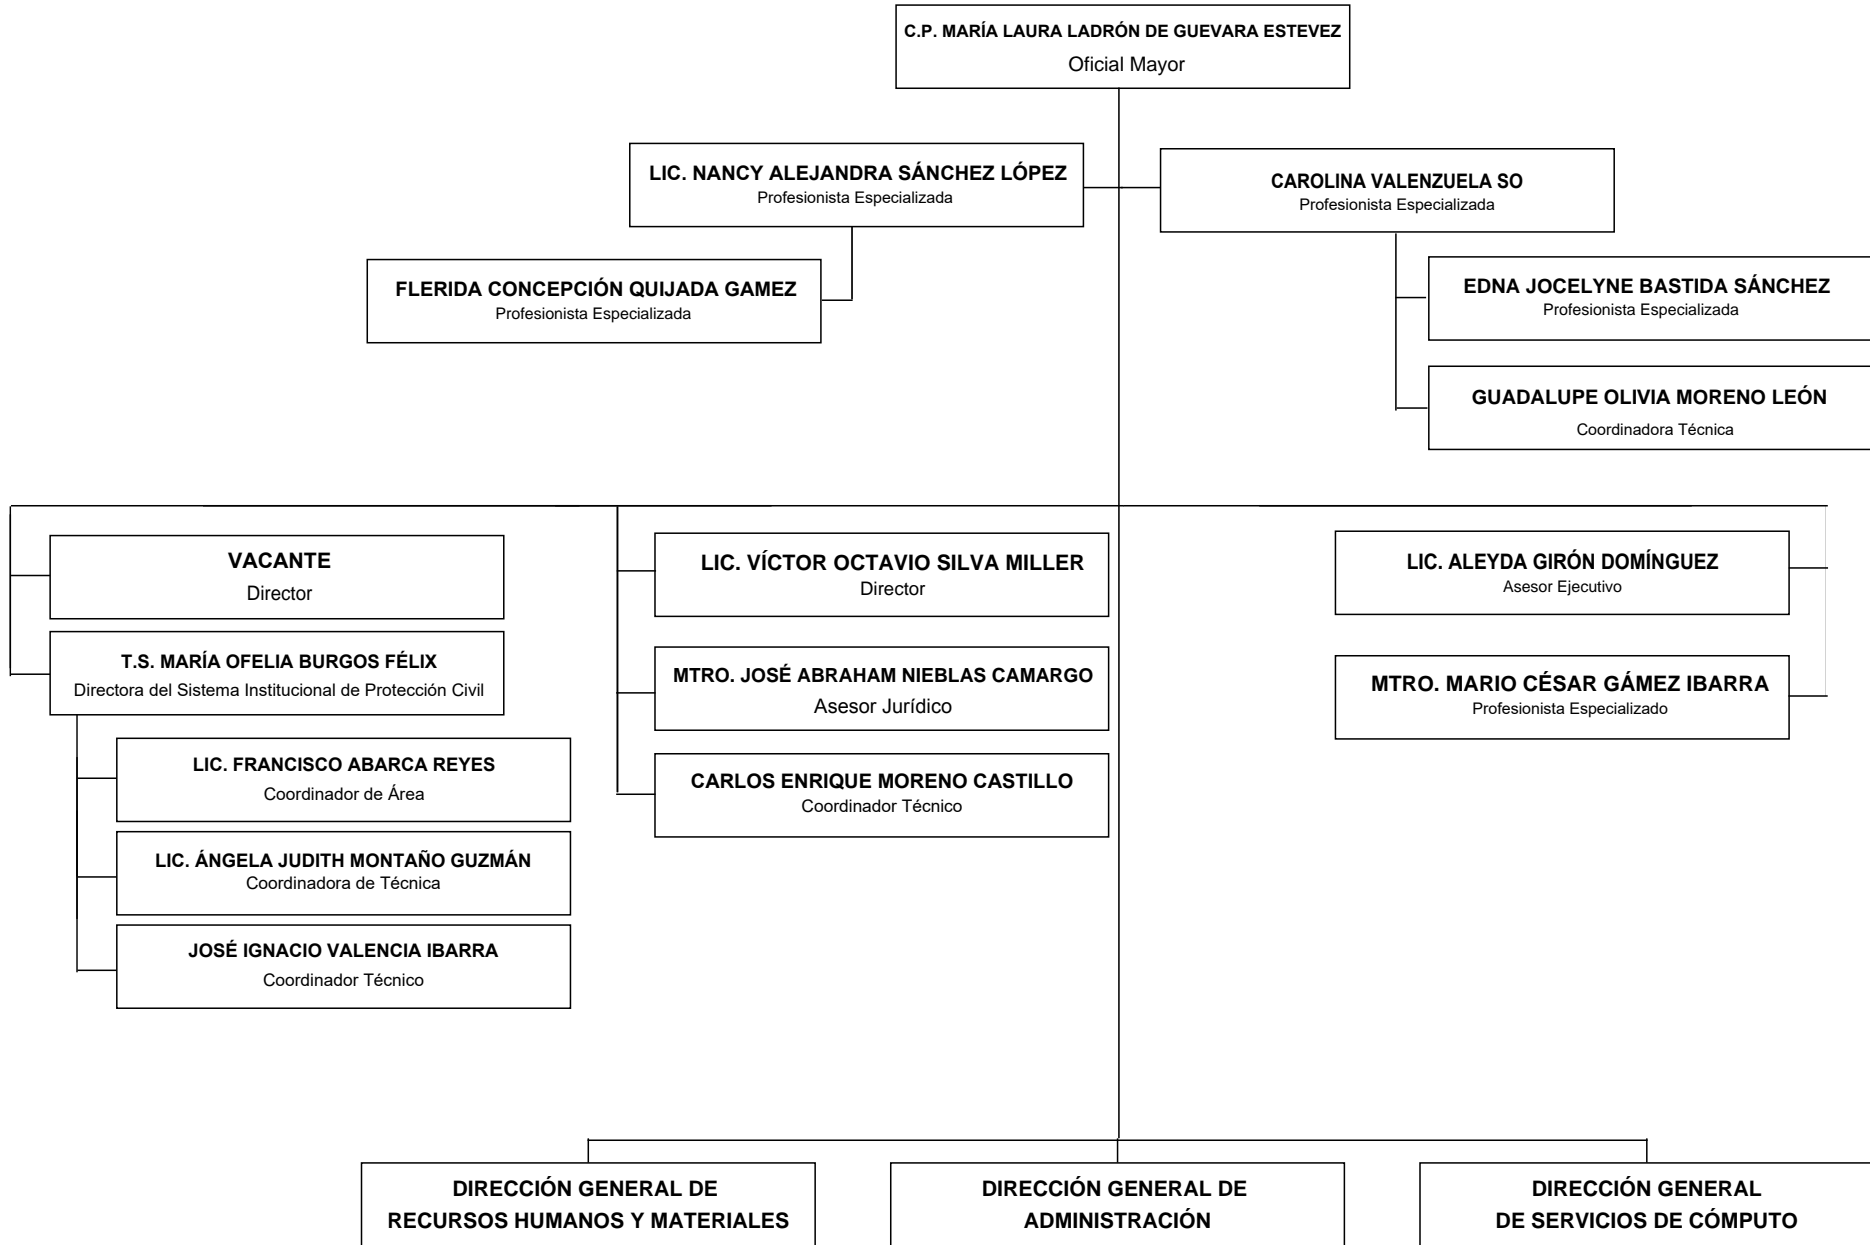 C.P. MARÍA LAURA LADRÓN DE GUEVARA ESTEVEZ
Oficial Mayor
LIC. NANCY ALEJANDRA SÁNCHEZ LÓPEZ
Profesionista Especializada
CAROLINA VALENZUELA SO
Profesionista Especializada
FLERIDA CONCEPCIÓN QUIJADA GAMEZ
Profesionista Especializada
EDNA JOCELYNE BASTIDA SÁNCHEZ
Profesionista Especializada
GUADALUPE OLIVIA MORENO LEÓN
Coordinadora Técnica
VACANTE
Director
T.S. MARÍA OFELIA BURGOS FÉLIX
Directora del Sistema Institucional de Protección Civil
LIC. FRANCISCO ABARCA REYES
Coordinador de Área
LIC. ÁNGELA JUDITH MONTAÑO GUZMÁN
Coordinadora de Técnica
JOSÉ IGNACIO VALENCIA IBARRA
Coordinador Técnico
LIC. VÍCTOR OCTAVIO SILVA MILLER
Director
MTRO. JOSÉ ABRAHAM NIEBLAS CAMARGO
Asesor Jurídico
CARLOS ENRIQUE MORENO CASTILLO
Coordinador Técnico
LIC. ALEYDA GIRÓN DOMÍNGUEZ
Asesor Ejecutivo
MTRO. MARIO CÉSAR GÁMEZ IBARRA
Profesionista Especializado
DIRECCIÓN GENERAL DE
RECURSOS HUMANOS Y MATERIALES
DIRECCIÓN GENERAL DE
ADMINISTRACIÓN
DIRECCIÓN GENERAL
DE SERVICIOS DE CÓMPUTO